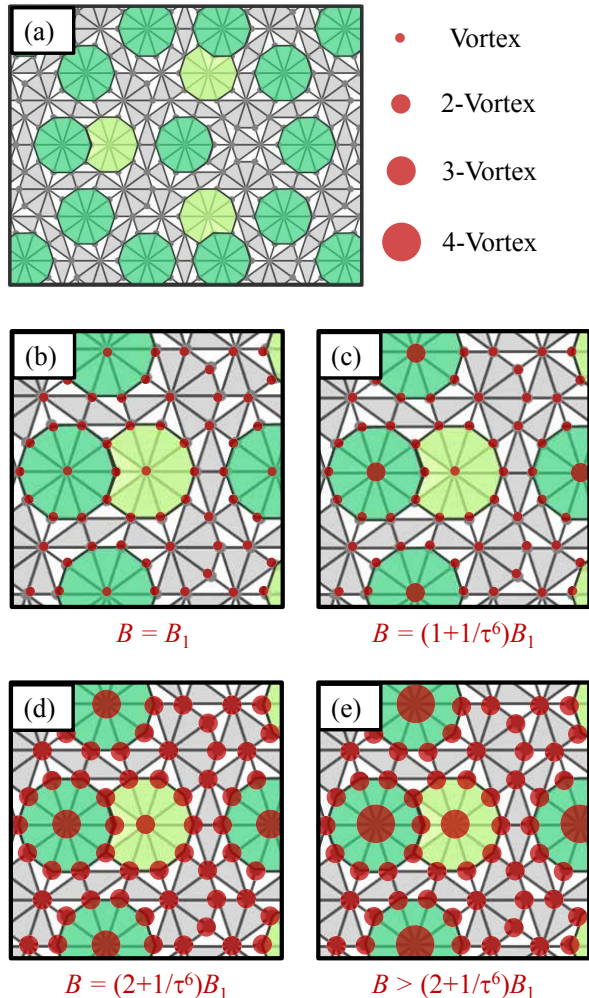 (a)
Vortex
2-Vortex
3-Vortex
4-Vortex
(b)
(c)
B = B₁
B = (1+1/τ⁶)B₁
(d)
(e)
B = (2+1/τ⁶)B₁
B > (2+1/τ⁶)B₁